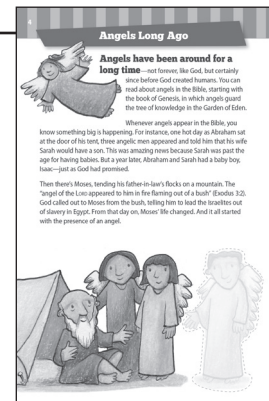 4
Angels Long Ago
Angels have been around for a
long time—not forever, like God, but certainly
since before God created humans. You can
read about angels in the Bible, starting with
the book of Genesis, in which angels guard
the tree of knowledge in the Garden of Eden.
Whenever angels appear in the Bible, you
know something big is happening. For instance, one hot day as Abraham sat
at the door of his tent, three angelic men appeared and told him that his wife
Sarah would have a son. This was amazing news because Sarah was past the
age for having babies. But a year later, Abraham and Sarah had a baby boy,
Isaac—just as God had promised.
Then there's Moses, tending his father-in-law's flocks on a mountain. The
“angel of the LORD appeared to him in fire flaming out of a bush” (Exodus 3:2).
God called out to Moses from the bush, telling him to lead the Israelites out
of slavery in Egypt. From that day on, Moses' life changed. And it all started
with the presence of an angel.